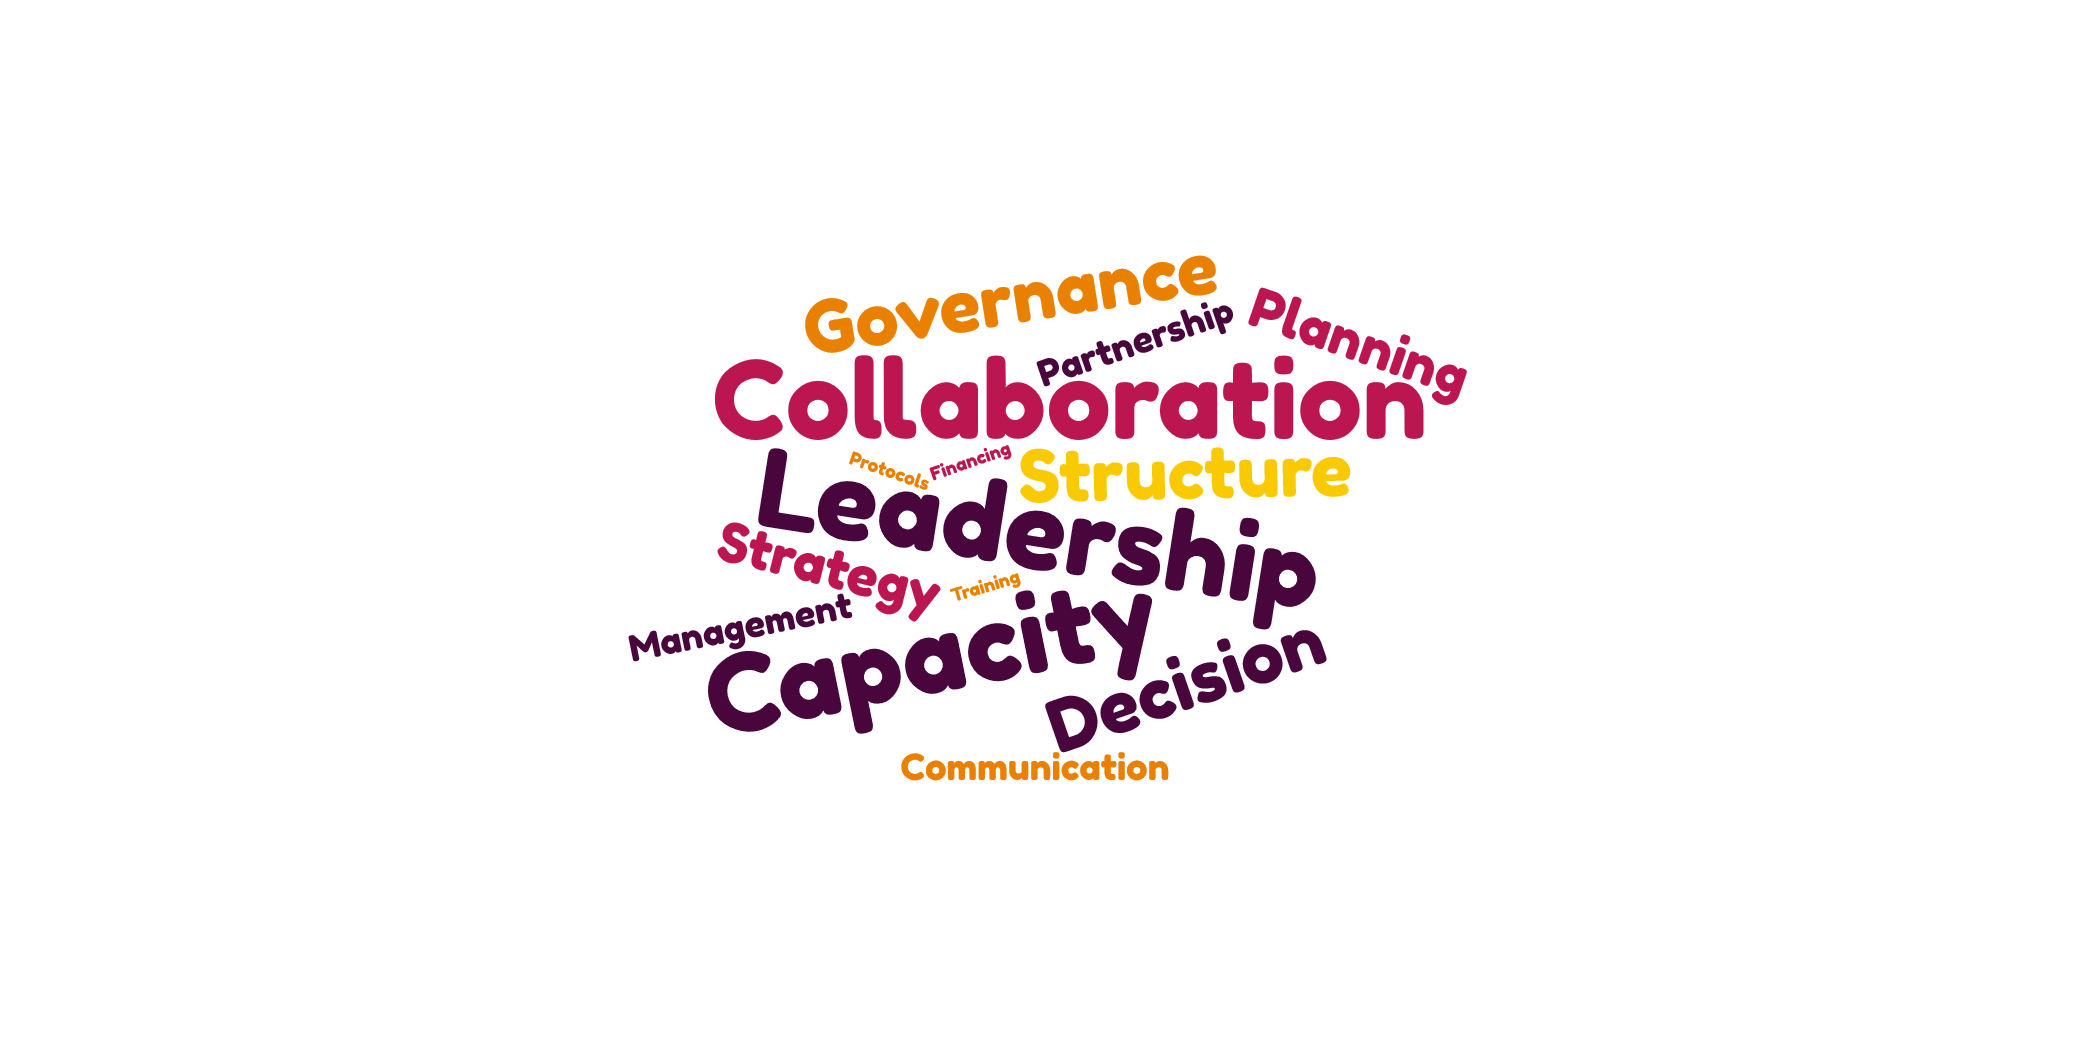 Governance
Partnership
Planning
Collaboration
Protocols
Financing
Structure
Leadership
Strategy
Training
Management
Capacity
Decision
Communication